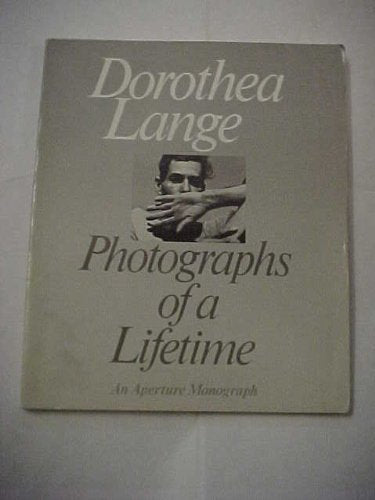 Dorothea
Lange
Photographs
of a
Lifetime
An Aperture Monograph